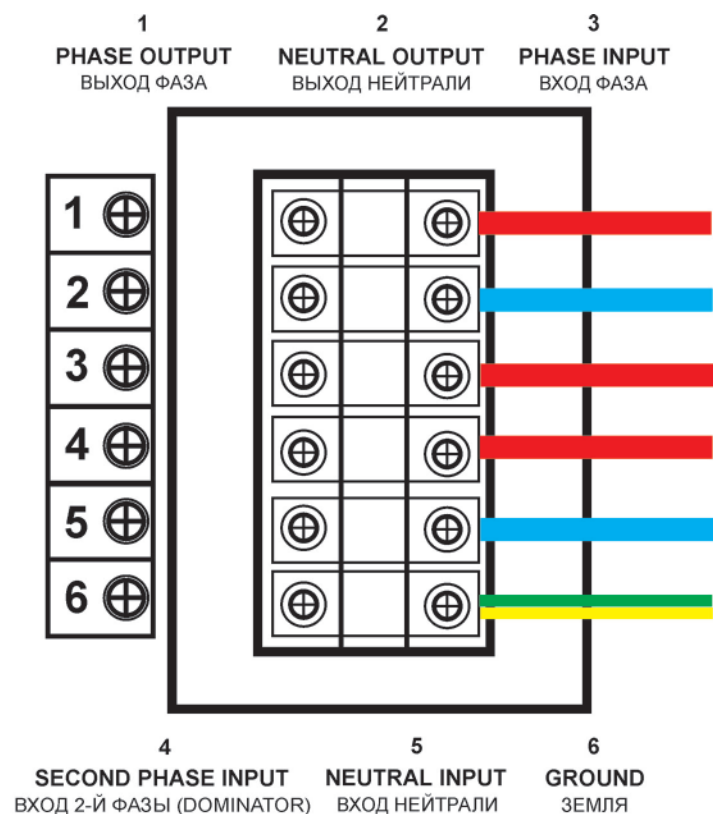 1
PHASE OUTPUT
ВЫХОД ФАЗА
2
NEUTRAL OUTPUT
ВЫХОД НЕЙТРАЛИ
3
PHASE INPUT
ВХОД ФАЗА
1
2
3
4
5
6
4
SECOND PHASE INPUT
ВХОД 2-Й ФАЗЫ (DOMINATOR)
5
NEUTRAL INPUT
ВХОД НЕЙТРАЛИ
6
GROUND
ЗЕМЛЯ